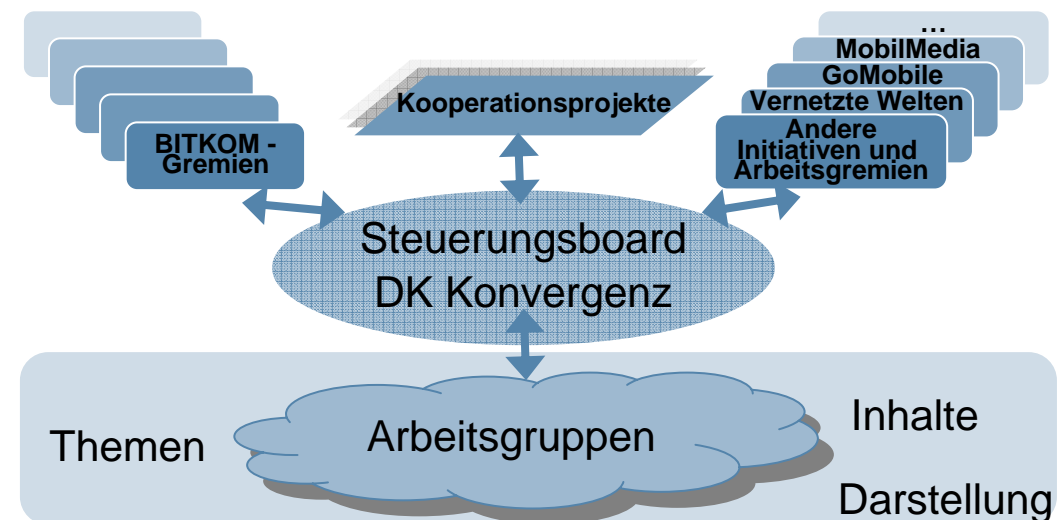 BITKOM -
Gremien
Kooperationsprojekte
...
MobilMedia
GoMobile
Vernetzte Welten
Andere
Initiativen und
Arbeitsgremien
Steuerungsboard
DK Konvergenz
Themen
Arbeitsgruppen
Inhalte
Darstellung